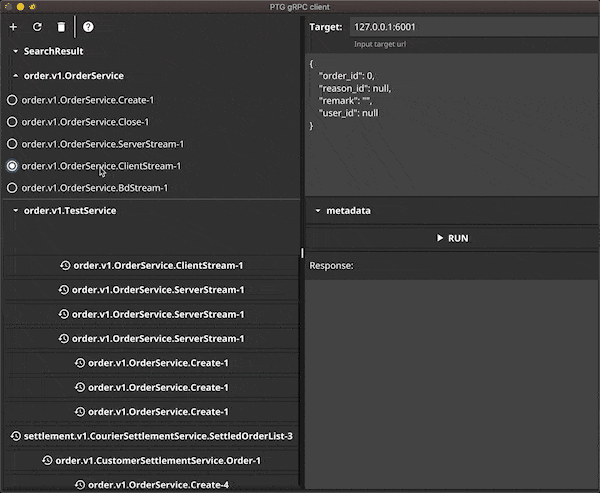 PTG gRPC client
SearchResult
order.v1.OrderService
order.v1.OrderService.Create-1
order.v1.OrderService.Close-1
order.v1.OrderService.ServerStream-1
order.v1.OrderService.ClientStream-1
order.v1.OrderService.BdStream-1
order.v1.TestService
order.v1.OrderService.ClientStream-1
order.v1.OrderService.ServerStream-1
order.v1.OrderService.ServerStream-1
order.v1.OrderService.ServerStream-1
order.v1.OrderService.Create-1
order.v1.OrderService.Create-1
order.v1.OrderService.Create-1
settlement.v1.CourierSettlementService.SettledOrderList-3
order.v1.CustomerSettlementService.Order-1
order.v1.OrderService.Create-4
Target: 127.0.0.1:6001
Input target url
{
"order_id": 0,
"reason_id": null,
"remark": "",
"user_id": null
}
metadata
RUN
Response: